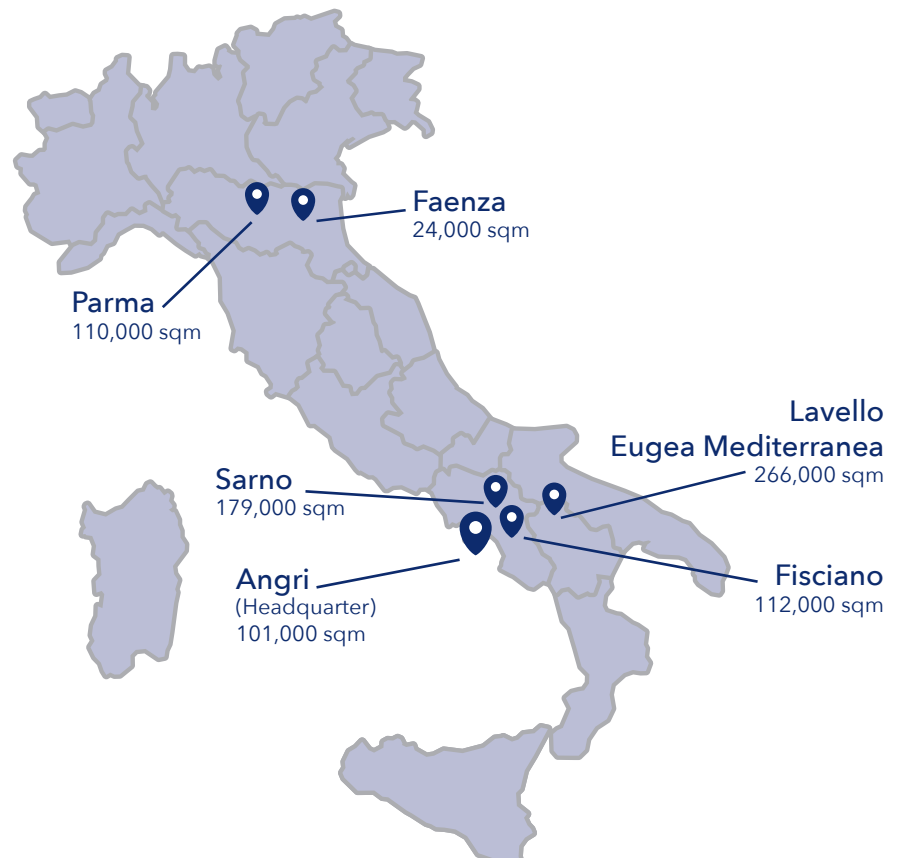 Faenza
24,000 sqm
Parma
110,000 sqm
Lavello
Eugea Mediterranea
266,000 sqm
Sarno
179,000 sqm
Angri
(Headquarter)
101,000 sqm
Fisciano
112,000 sqm